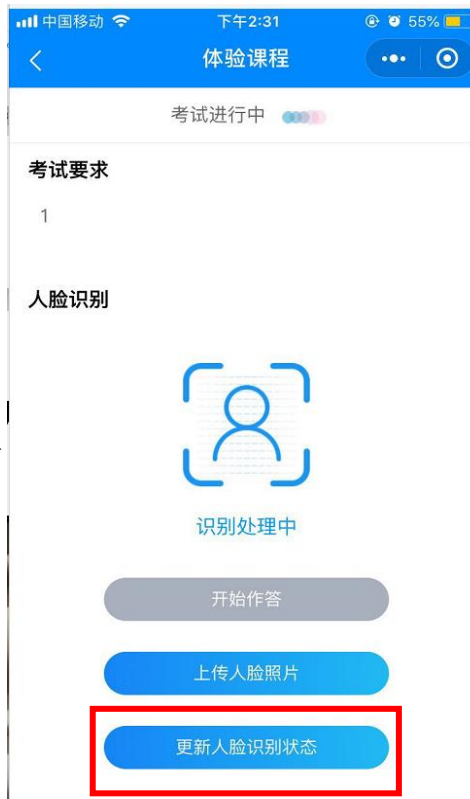 中国移动 下午2:31 55%
体验课程
考试进行中
考试要求
1
人脸识别
识别处理中
开始作答
上传人脸照片
更新人脸识别状态